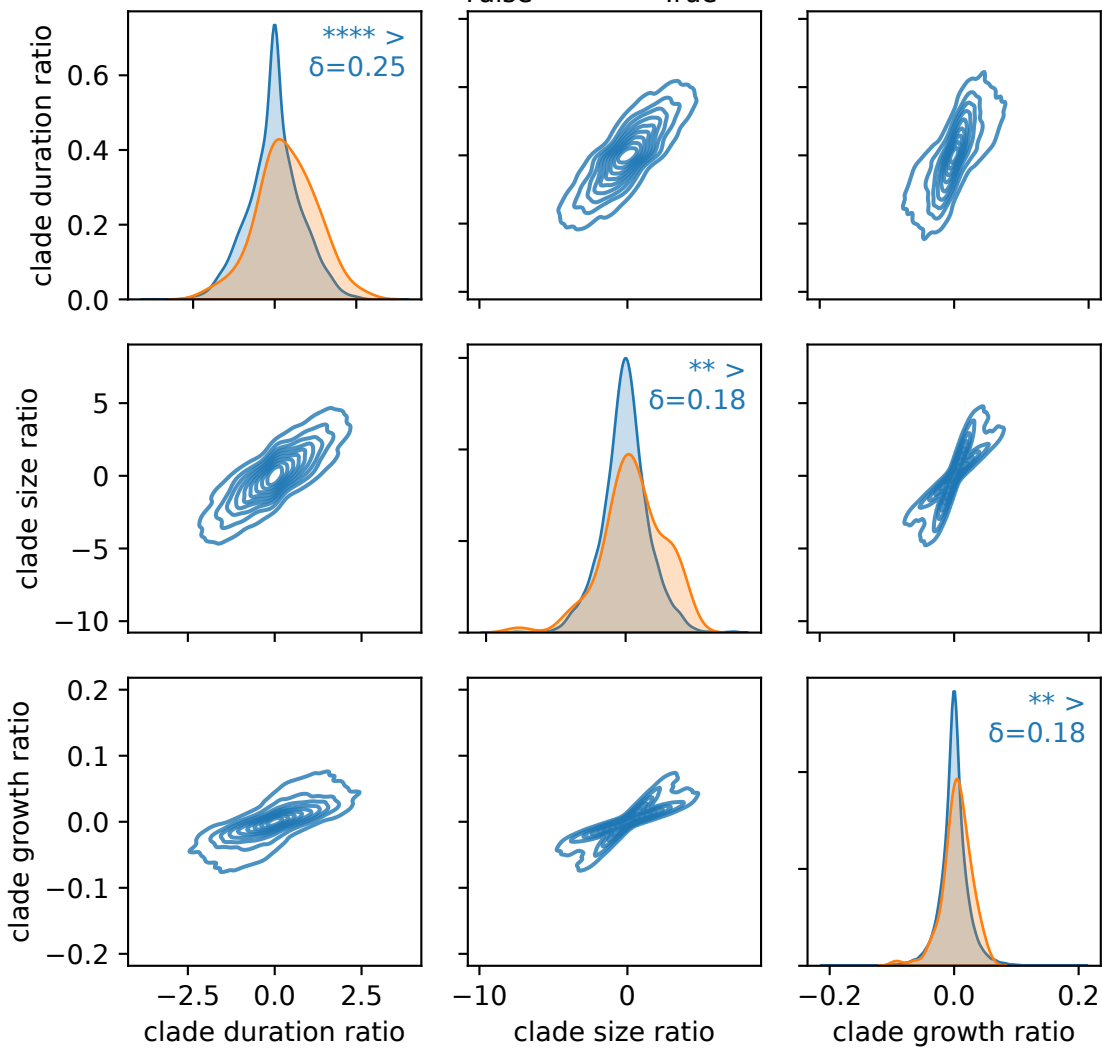 False True
clade duration ratio
0.6
0.4
0.2
0.0
**** >
δ=0.25
clade size ratio
5
0
−5
−10
** >
δ=0.18
clade growth ratio
0.2
0.1
0.0
−0.1
−0.2
** >
δ=0.18
−2.5 0.0 2.5
−10 0
−0.2 0.0 0.2
clade duration ratio
clade size ratio
clade growth ratio